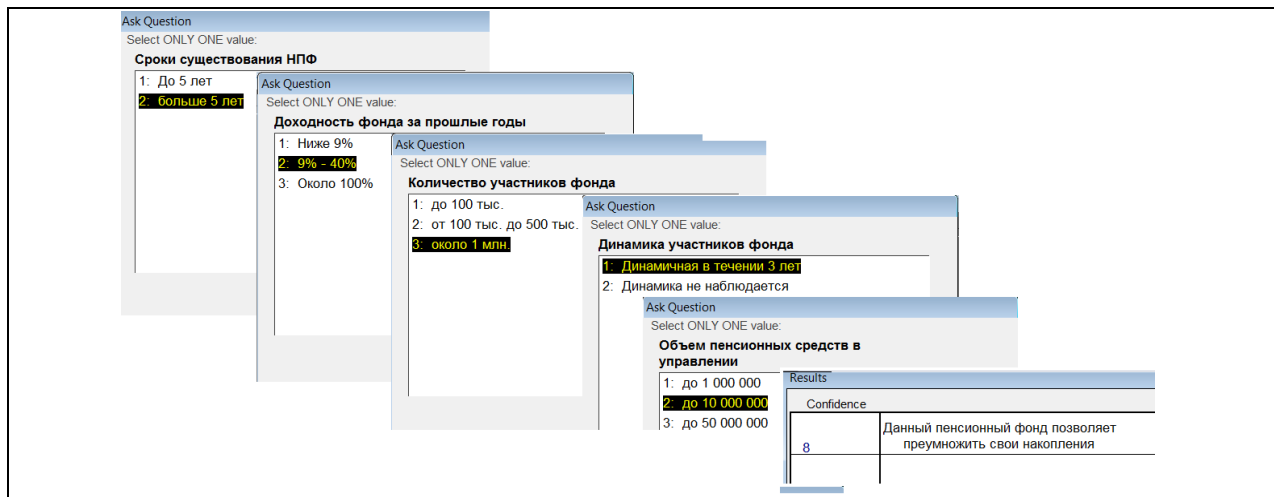 Ask Question
Select ONLY ONE value:
Сроки существования НПФ
1: До 5 лет
2: больше 5 лет
Ask Question
Select ONLY ONE value:
Доходность фонда за прошлые годы
1: Ниже 9%
2: 9% - 40%
3: Около 100%
Ask Question
Select ONLY ONE value:
Количество участников фонда
1: до 100 тыс.
2: от 100 тыс. до 500 тыс.
3: около 1 млн.
Ask Question
Select ONLY ONE value:
Динамика участников фонда
1: Динамичная в течении 3 лет
2: Динамика не наблюдается
Ask Question
Select ONLY ONE value:
Объем пенсионных средств в
управлении
1: до 1 000 000
2: до 10 000 000
3: до 50 000 000
Results
Confidence
Данный пенсионный фонд позволяет
8 преумножить свои накопления